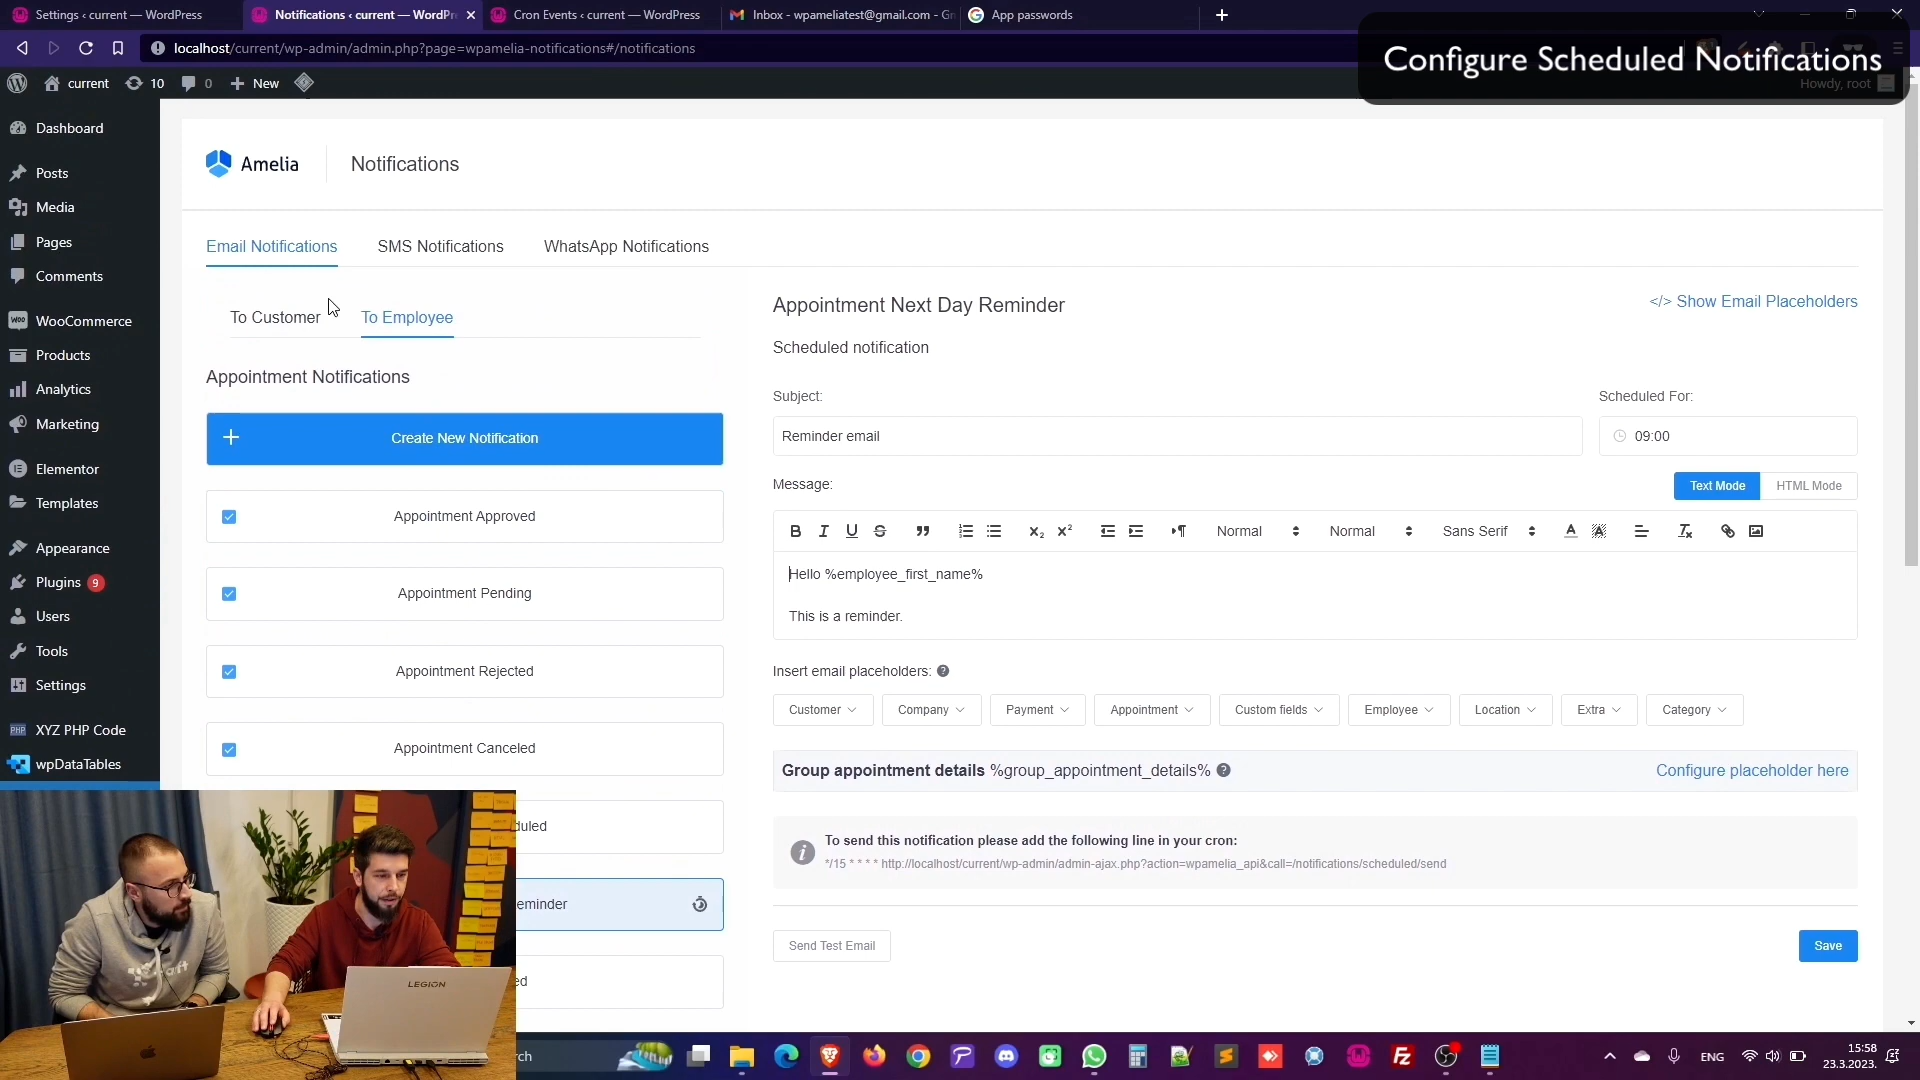 Settings ‹ current — WordPress
Notifications ‹ current — WordPr
Cron Events ‹ current — WordPress
Inbox - wpameliatest@gmail.com - G
App passwords
localhost/current/wp-admin/admin.php?page=wpamelia-notifications#/notifications
Configure Scheduled Notifications
current
10
0
New
Howdy, root
Dashboard
Posts
Media
Pages
Comments
WooCommerce
Products
Analytics
Marketing
Elementor
Templates
Appearance
Plugins 9
Users
Tools
Settings
XYZ PHP Code
wpDataTables
Amelia
Notifications
Email Notifications
SMS Notifications
WhatsApp Notifications
To Customer
To Employee
Appointment Notifications
Create New Notification
Appointment Approved
Appointment Pending
Appointment Rejected
Appointment Canceled
duled
eminder
ed
Appointment Next Day Reminder
</> Show Email Placeholders
Scheduled notification
Subject:
Scheduled For:
Reminder email
09:00
Message:
Text Mode
HTML Mode
Normal
Normal
Sans Serif
Hello %employee_first_name%
This is a reminder.
Insert email placeholders:
Customer
Company
Payment
Appointment
Custom fields
Employee
Location
Extra
Category
Group appointment details %group_appointment_details%
Configure placeholder here
To send this notification please add the following line in your cron:
*/15 * * * * http://localhost/current/wp-admin/admin-ajax.php?action=wpamelia_api&call=/notifications/scheduled/send
Send Test Email
Save
LEGION
rch
ENG
15:58
23.3.2023.